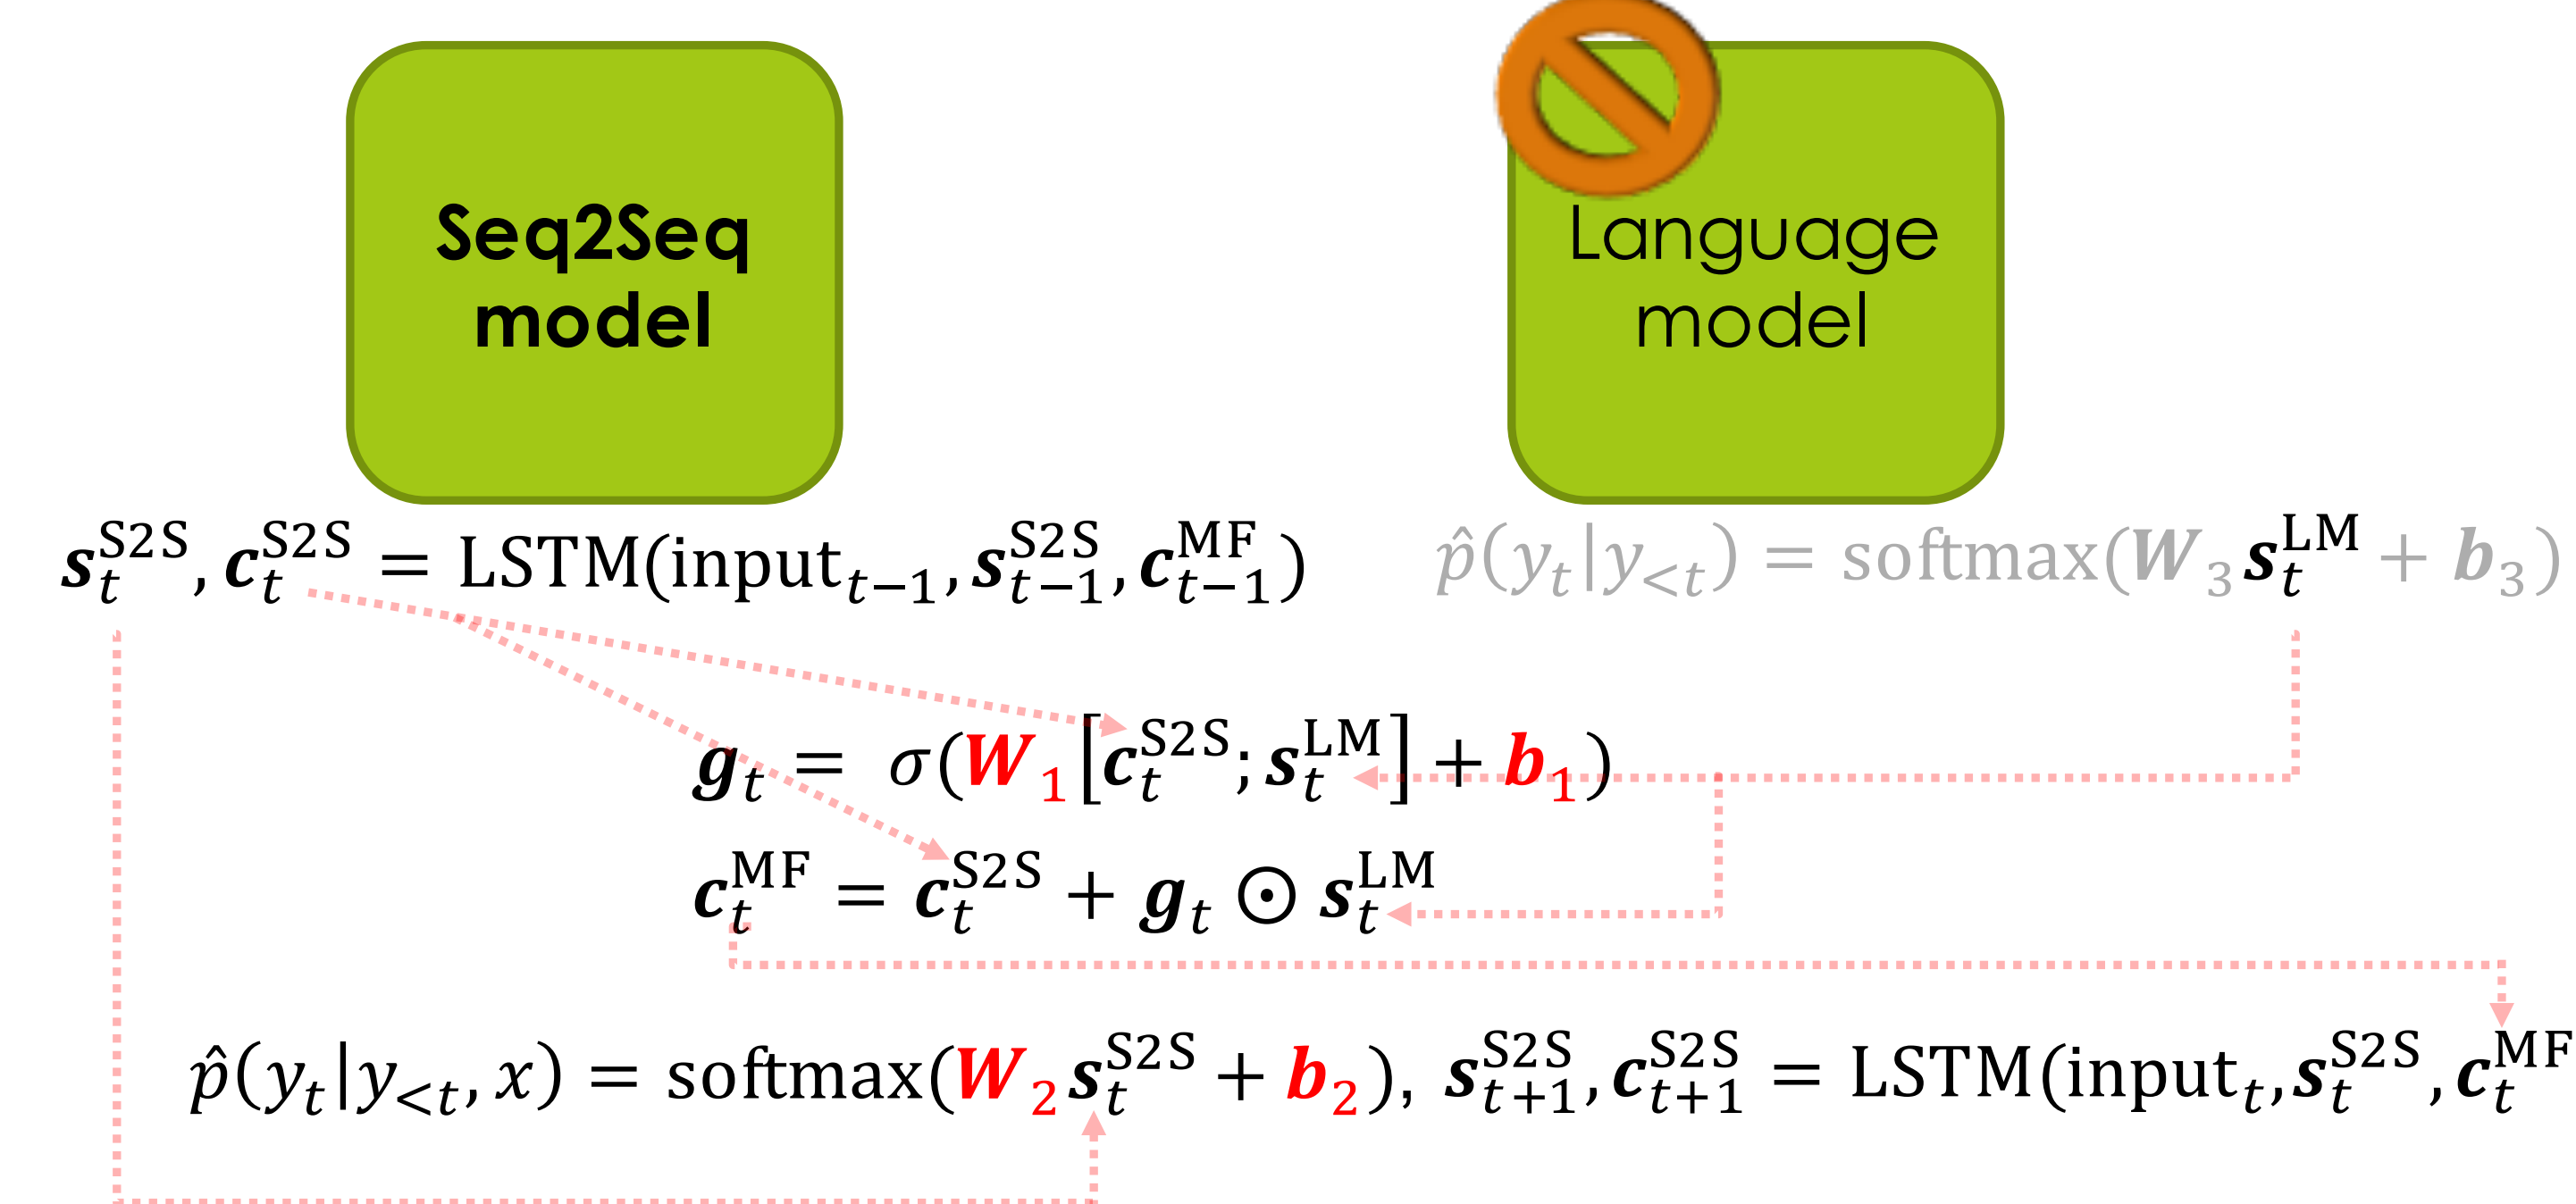 Seq2Seq
model
Language
model
𝒔_t^S2S, 𝒄_t^S2S = LSTM(input_{t−1}, 𝒔_{t−1}^S2S, 𝒄_{t−1}^MF)
p̂(y_t|y_{<t}) = softmax(𝑾_3 𝒔_t^LM + 𝒃_3)
𝒈_t = σ(𝑾_1[𝒄_t^S2S; 𝒔_t^LM] + 𝒃_1)
𝒄_t^MF = 𝒄_t^S2S + 𝒈_t ⊙ 𝒔_t^LM
p̂(y_t|y_{<t}, x) = softmax(𝑾_2 𝒔_t^S2S + 𝒃_2), 𝒔_{t+1}^S2S, 𝒄_{t+1}^S2S = LSTM(input_t, 𝒔_t^S2S, 𝒄_t^MF